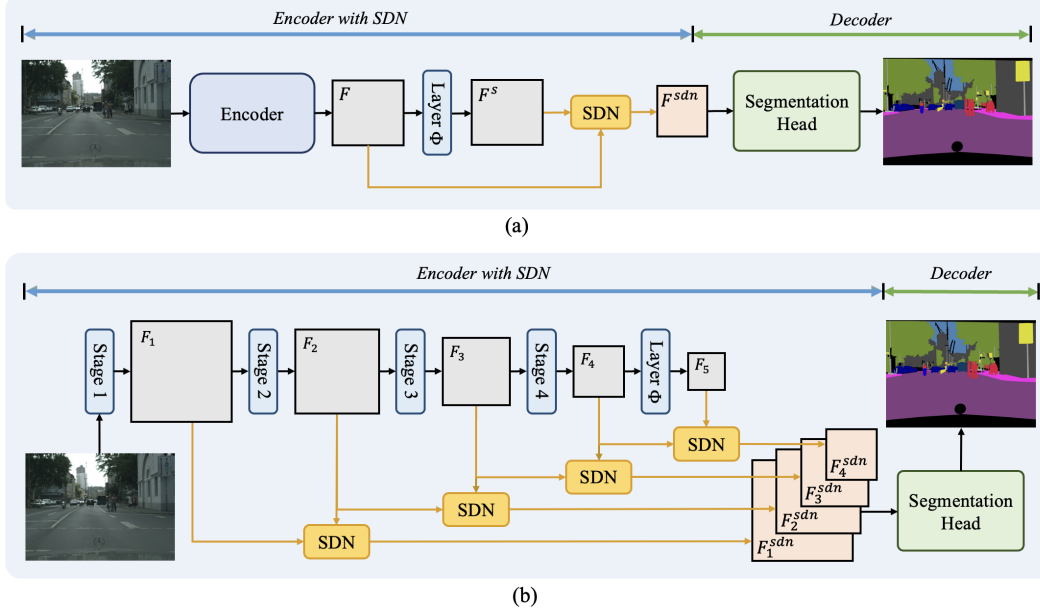 Encoder with SDN
Decoder
Encoder
F
Layer Φ
F^s
SDN
F^sdn
Segmentation
Head
(a)
Encoder with SDN
Decoder
Stage 1
F_1
Stage 2
F_2
Stage 3
F_3
Stage 4
F_4
Layer Φ
F_5
SDN
SDN
SDN
SDN
F_4^sdn
F_3^sdn
F_2^sdn
F_1^sdn
Segmentation
Head
(b)